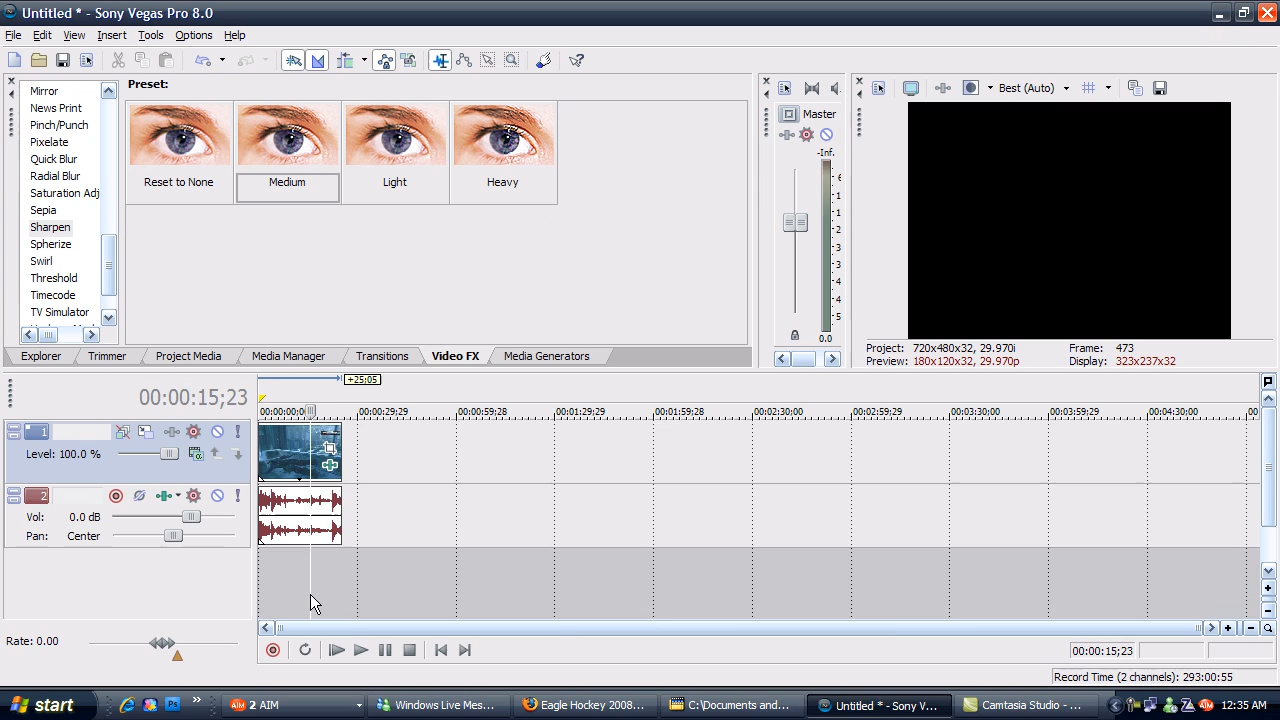 Untitled * - Sony Vegas Pro 8.0
File Edit View Insert Tools Options Help
Mirror
News Print
Pinch/Punch
Pixelate
Quick Blur
Radial Blur
Saturation Adj
Sepia
Sharpen
Spherize
Swirl
Threshold
Timecode
TV Simulator
Preset:
Reset to None Medium Light Heavy
Master
-Inf.
6
1
1
2
3
3
4
4
5
0.0
Best (Auto)
Project: 720x480x32, 29.970i Frame: 473
Preview: 180x120x32, 29.970p Display: 323x237x32
Explorer Trimmer Project Media Media Manager Transitions Video FX Media Generators
00:00:15;23
+25;05
00:00:00;0 00:00:29;29 00:00:59;28 00:01:29;29 00:01:59;28 00:02:30;00 00:02:59;29 00:03:30;00 00:03:59;29 00:04:30;00 00
1
Level: 100.0 %
2
Vol: 0.0 dB
Pan: Center
Rate: 0.00
00:00:15;23
Record Time (2 channels): 293:00:55
start 2 AIM Windows Live Mes... Eagle Hockey 2008... C:\Documents and... Untitled * - Sony V... Camtasia Studio - ... 12:35 AM